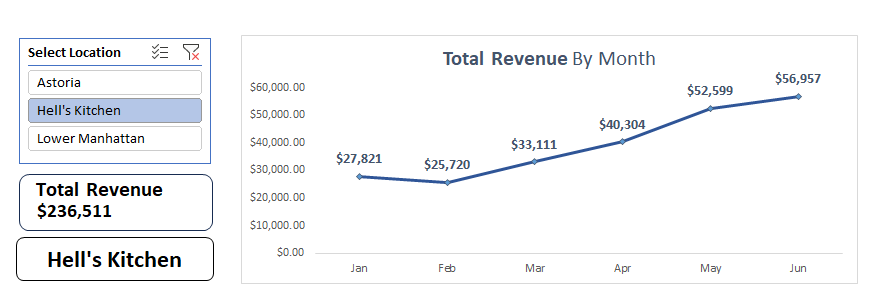 Select Location
Astoria
Hell's Kitchen
Lower Manhattan
Total Revenue
$236,511
Hell's Kitchen
Total Revenue By Month
$60,000.00
$50,000.00
$40,000.00
$30,000.00
$20,000.00
$10,000.00
$0.00
$27,821
$25,720
$33,111
$40,304
$52,599
$56,957
Jan Feb Mar Apr May Jun